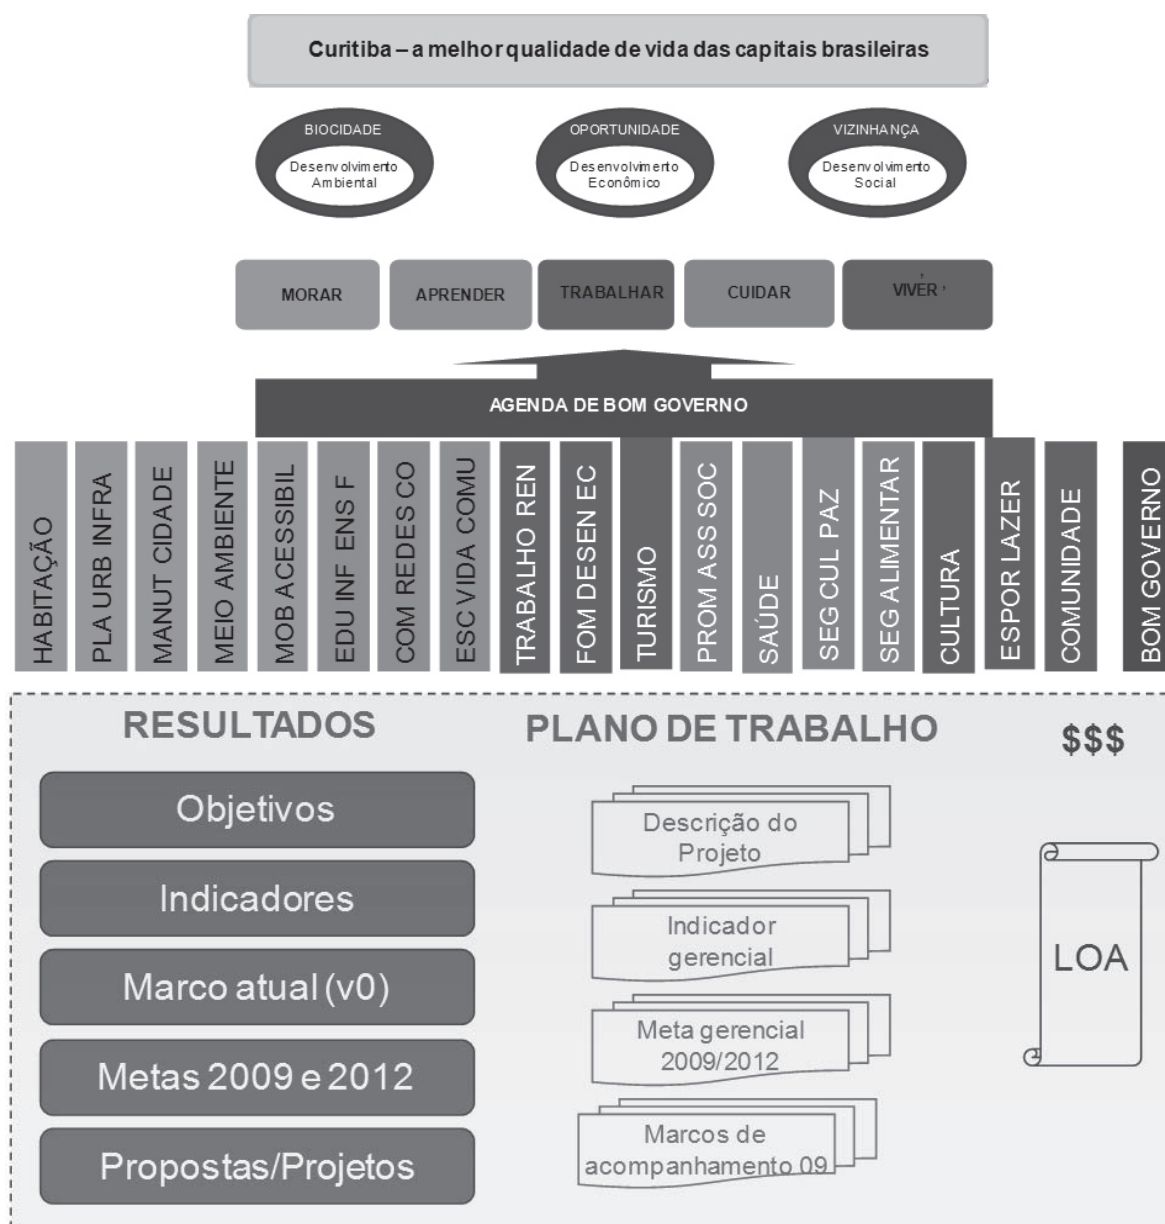 Curitiba – a melhor qualidade de vida das capitais brasileiras
BIOCIDADE
Desenvolvimento
Ambiental
OPORTUNIDADE
Desenvolvimento
Econômico
VIZINHANÇA
Desenvolvimento
Social
MORAR
APRENDER
TRABALHAR
CUIDAR
VIVER
AGENDA DE BOM GOVERNO
HABITAÇÃO
PLA URB INFRA
MANUT CIDADE
MEIO AMBIENTE
MOB ACESSIBIL
EDU INF ENS F
COM REDES CO
ESC VIDA COMU
TRABALHO REN
FOM DESEN EC
TURISMO
PROM ASS SOC
SAÚDE
SEG CUL PAZ
SEG ALIMENTAR
CULTURA
ESPOR LAZER
COMUNIDADE
BOM GOVERNO
RESULTADOS
Objetivos
Indicadores
Marco atual (v0)
Metas 2009 e 2012
Propostas/Projetos
PLANO DE TRABALHO
Descrição do
Projeto
Indicador
gerencial
Meta gerencial
2009/2012
Marcos de
acompanhamento 09
$$$
LOA